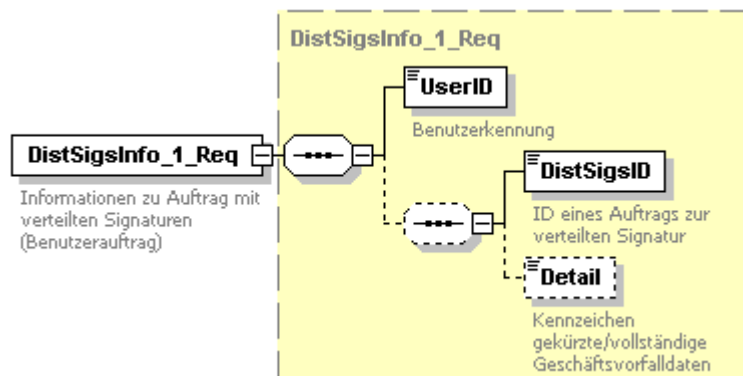 DistSigsInfo_1_Req
UserID
Benutzerkennung
DistSigsInfo_1_Req
Informationen zu Auftrag mit
verteilten Signaturen
(Benutzerauftrag)
DistSigsID
ID eines Auftrags zur
verteilten Signatur
Detail
Kennzeichen
gekürzte/vollständige
Geschäftsvorfalldaten